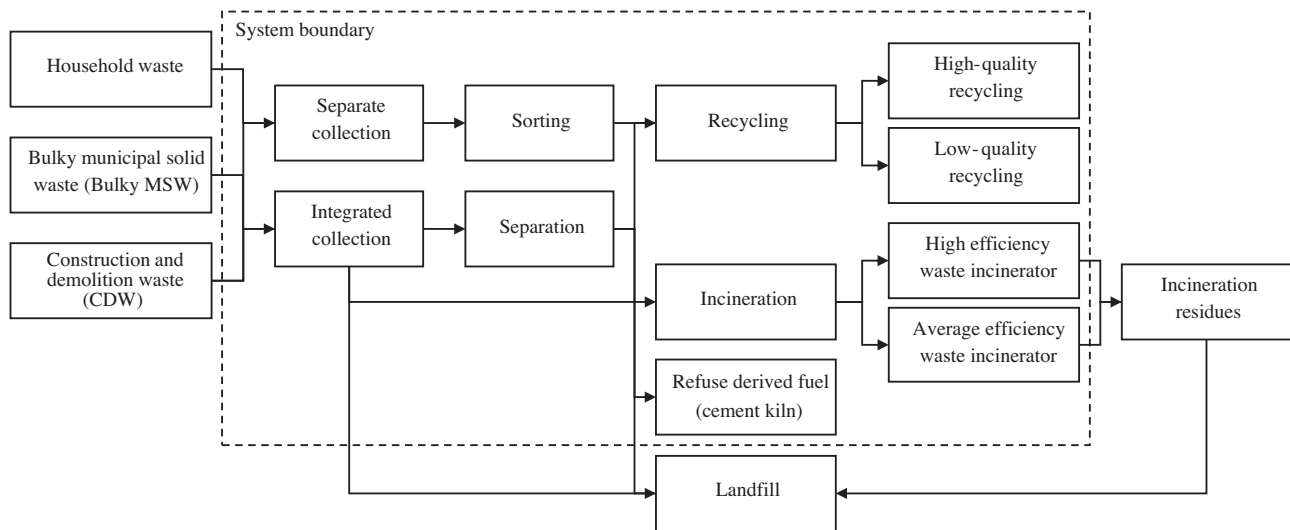 System boundary
Household waste
Bulky municipal solid
waste (Bulky MSW)
Construction and
demolition waste
(CDW)
Separate
collection
Integrated
collection
Sorting
Separation
Recycling
Incineration
Refuse derived fuel
(cement kiln)
Landfill
High-quality
recycling
Low-quality
recycling
High efficiency
waste incinerator
Average efficiency
waste incinerator
Incineration
residues